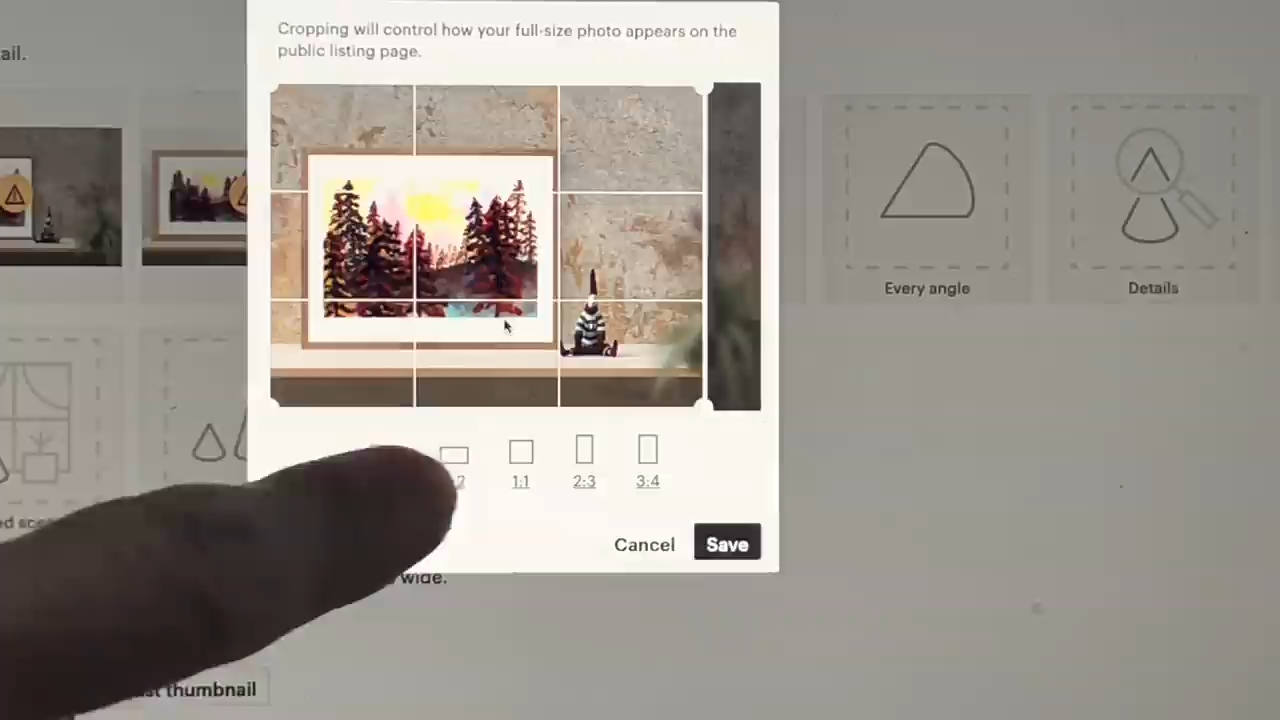 Cropping will control how your full-size photo appears on the
public listing page.
ail.
Every angle
Details
1:1
2:3
3:4
Cancel
Save
wide.
thumbnail